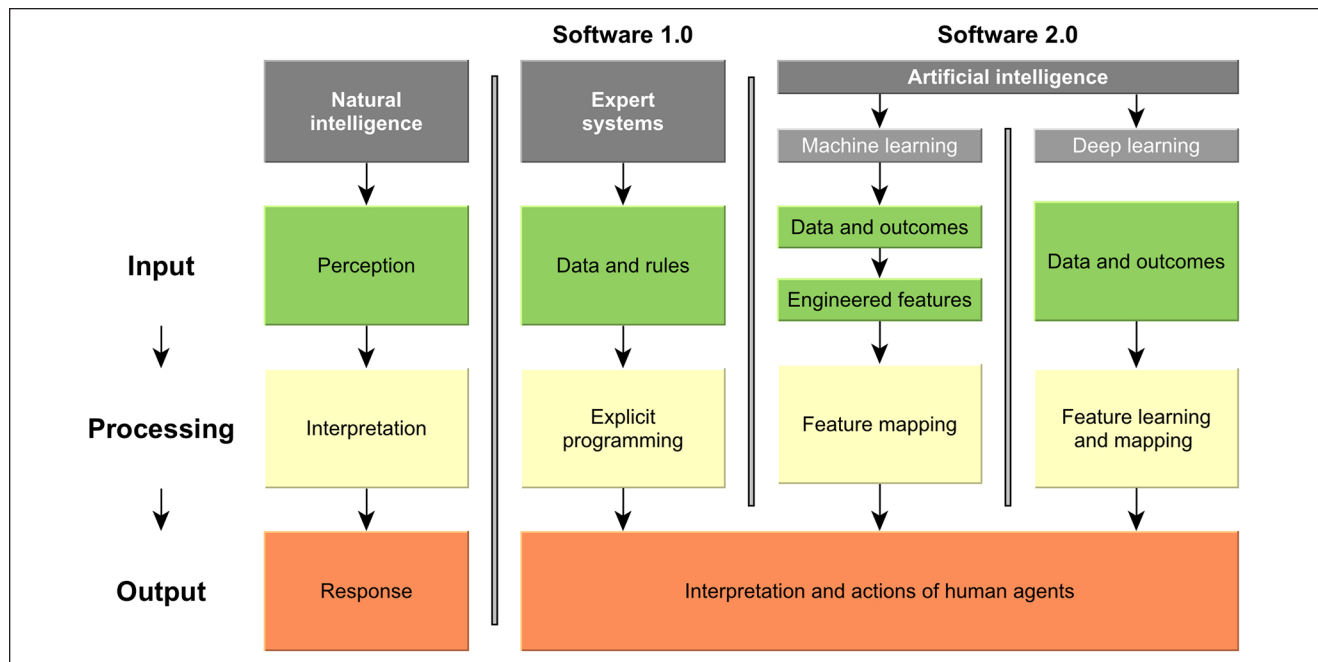 Software 1.0
Software 2.0
Natural
intelligence
Expert
systems
Artificial intelligence
Machine learning
Deep learning
Input
Perception
Data and rules
Data and outcomes
Engineered features
Data and outcomes
Processing
Interpretation
Explicit
programming
Feature mapping
Feature learning
and mapping
Output
Response
Interpretation and actions of human agents